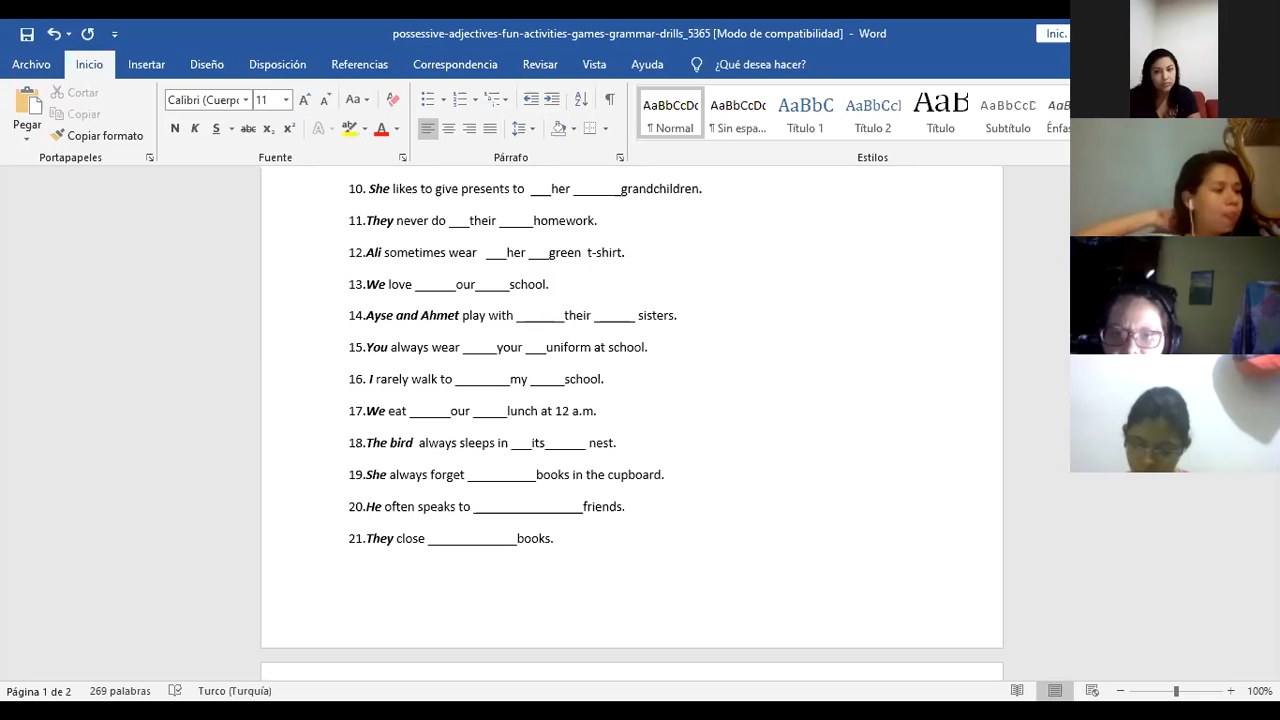 possessive-adjectives-fun-activities-games-grammar-drills_5365 [Modo de compatibilidad] - Word
Inic.
Archivo Inicio Insertar Diseño Disposición Referencias Correspondencia Revisar Vista Ayuda ¿Qué desea hacer?
Pegar
Cortar
Copiar
Copiar formato
Portapapeles
Calibri (Cuerpo 11
Aa
N K S abc x₂ x² A A
Fuente
Párrafo
AaBbCcDc AaBbCcDc AaBbC AaBbCcD AaB AaBbCcD
¶ Normal ¶ Sin espa... Título 1 Título 2 Título Subtítulo Énfas
Estilos
10. She likes to give presents to ___her _______grandchildren.
11.They never do ___their _____homework.
12.Ali sometimes wear ___her ___green t-shirt.
13.We love ______our_____school.
14.Ayse and Ahmet play with _______their ______ sisters.
15.You always wear _____your ___uniform at school.
16. I rarely walk to ________my _____school.
17.We eat ______our _____lunch at 12 a.m.
18.The bird always sleeps in ___its______ nest.
19.She always forget __________books in the cupboard.
20.He often speaks to ________________friends.
21.They close _____________books.
Página 1 de 2 269 palabras Turco (Turquía) 100%